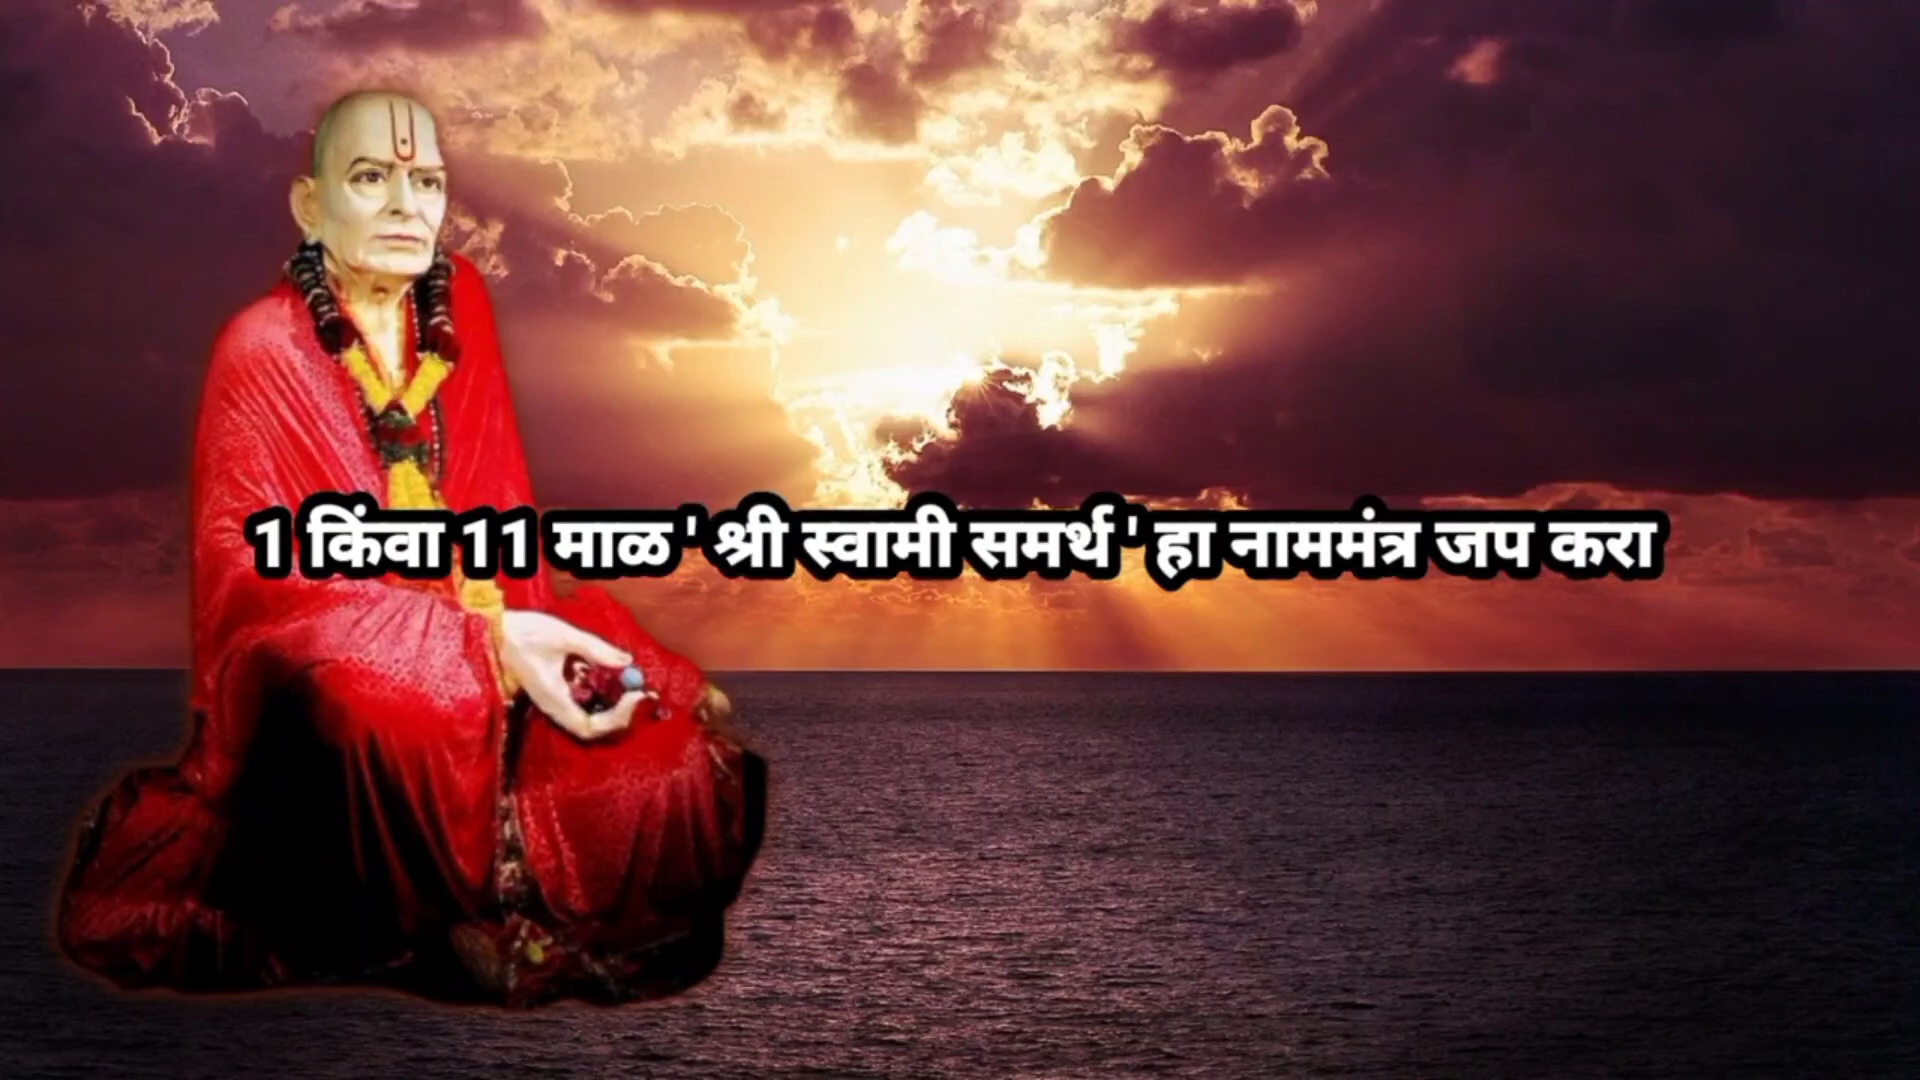 1 किंवा 11 माळ ' श्री स्वामी समर्थ ' हा नाममंत्र जप करा